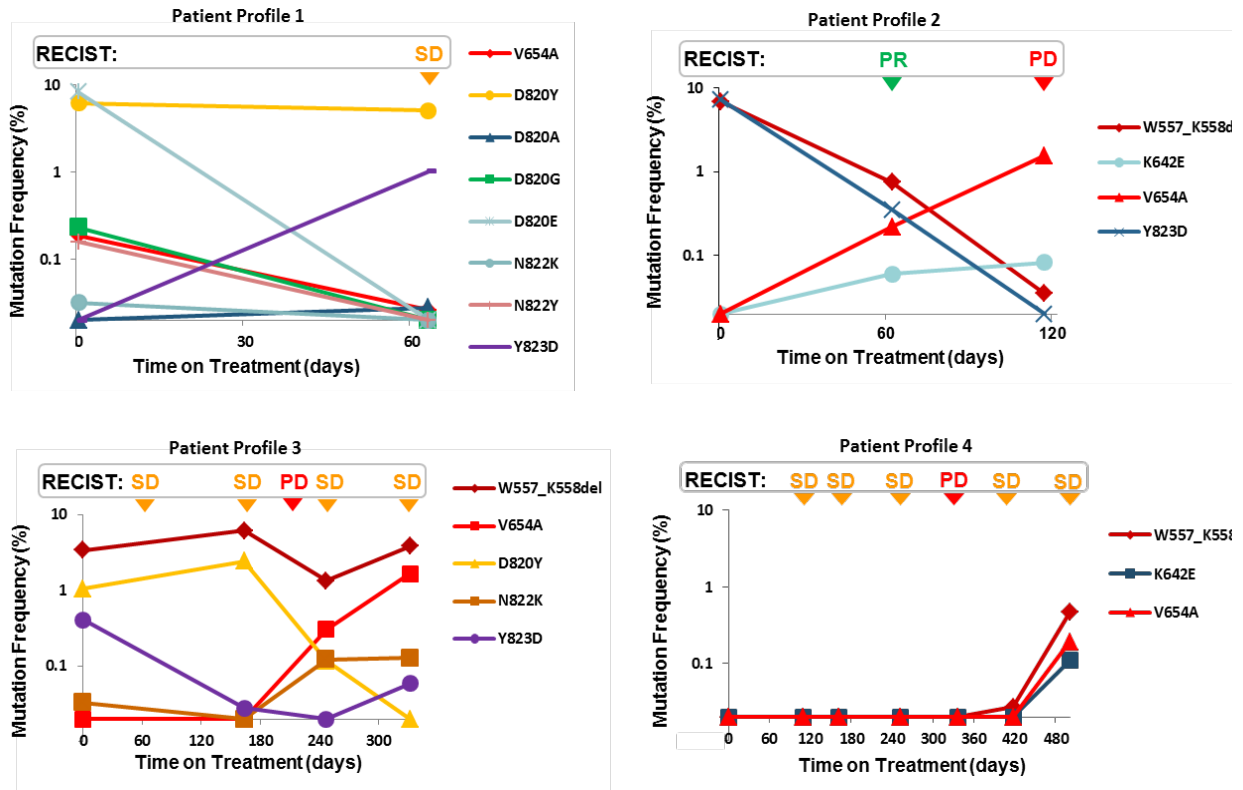 Patient Profile 1
RECIST: SD
10
1
0.1
0 30 60
Mutation Frequency (%)
Time on Treatment (days)
V654A
D820Y
D820A
D820G
D820E
N822K
N822Y
Y823D
Patient Profile 2
RECIST: PR PD
10
1
0.1
0 60 120
Mutation Frequency (%)
Time on Treatment (days)
W557_K558d
K642E
V654A
Y823D
Patient Profile 3
RECIST: SD SD PD SD SD
10
1
0.1
0 60 120 180 240 300
Mutation Frequency (%)
Time on Treatment (days)
W557_K558del
V654A
D820Y
N822K
Y823D
Patient Profile 4
RECIST: SD SD SD PD SD SD
10
1
0.1
0 60 120 180 240 300 360 420 480
Mutation Frequency (%)
Time on Treatment (days)
W557_K558
K642E
V654A